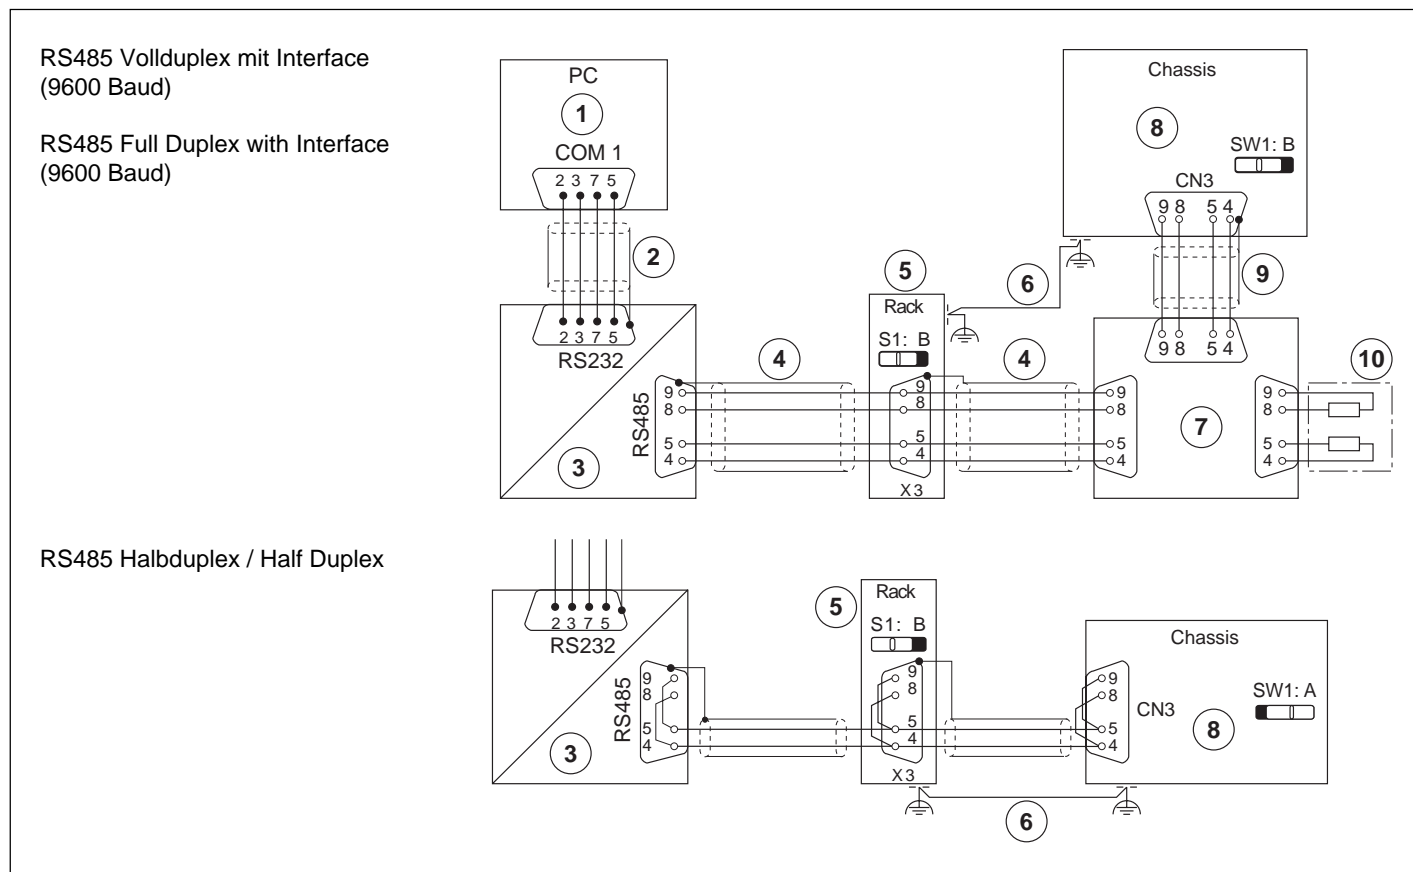 RS485 Vollduplex mit Interface
(9600 Baud)
RS485 Full Duplex with Interface
(9600 Baud)
PC
1
COM 1
2 3 7 5
2
2 3 7 5
RS232
RS485
9
8
5
4
3
4
5
Rack
S1: B
9
8
5
4
X3
6
4
Chassis
8
SW1: B
CN3
9 8 5 4
9
9 8 5 4
9
8
5
4
7
9
8
5
4
10
RS485 Halbduplex / Half Duplex
2 3 7 5
RS232
RS485
9
8
5
4
3
5
Rack
S1: B
9
8
5
4
X3
6
Chassis
9
8
5
4
CN3
8
SW1: A